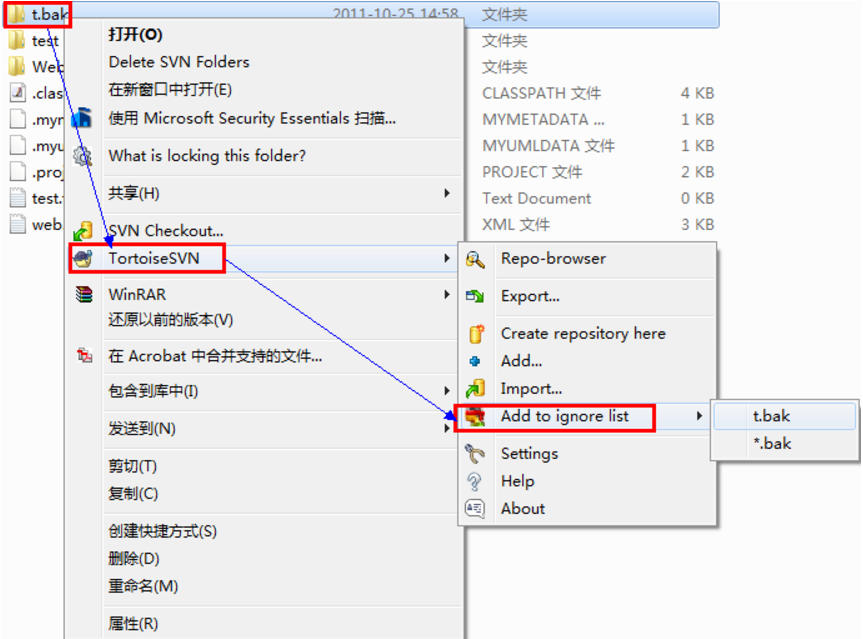 t.bak 2011-10-25 14:58 文件夹
test 文件夹
Web 文件夹
.clas CLASSPATH 文件 4 KB
.mym MYMETADATA ... 1 KB
.myu MYUMLDATA 文件 1 KB
.proj PROJECT 文件 2 KB
test. Text Document 0 KB
web. XML 文件 3 KB
打开(O)
Delete SVN Folders
在新窗口中打开(E)
使用 Microsoft Security Essentials 扫描...
What is locking this folder?
共享(H)
SVN Checkout...
TortoiseSVN
WinRAR
还原以前的版本(V)
在 Acrobat 中合并支持的文件...
包含到库中(I)
发送到(N)
剪切(T)
复制(C)
创建快捷方式(S)
删除(D)
重命名(M)
属性(R)
Repo-browser
Export...
Create repository here
Add...
Import...
Add to ignore list
Settings
Help
About
t.bak
*.bak